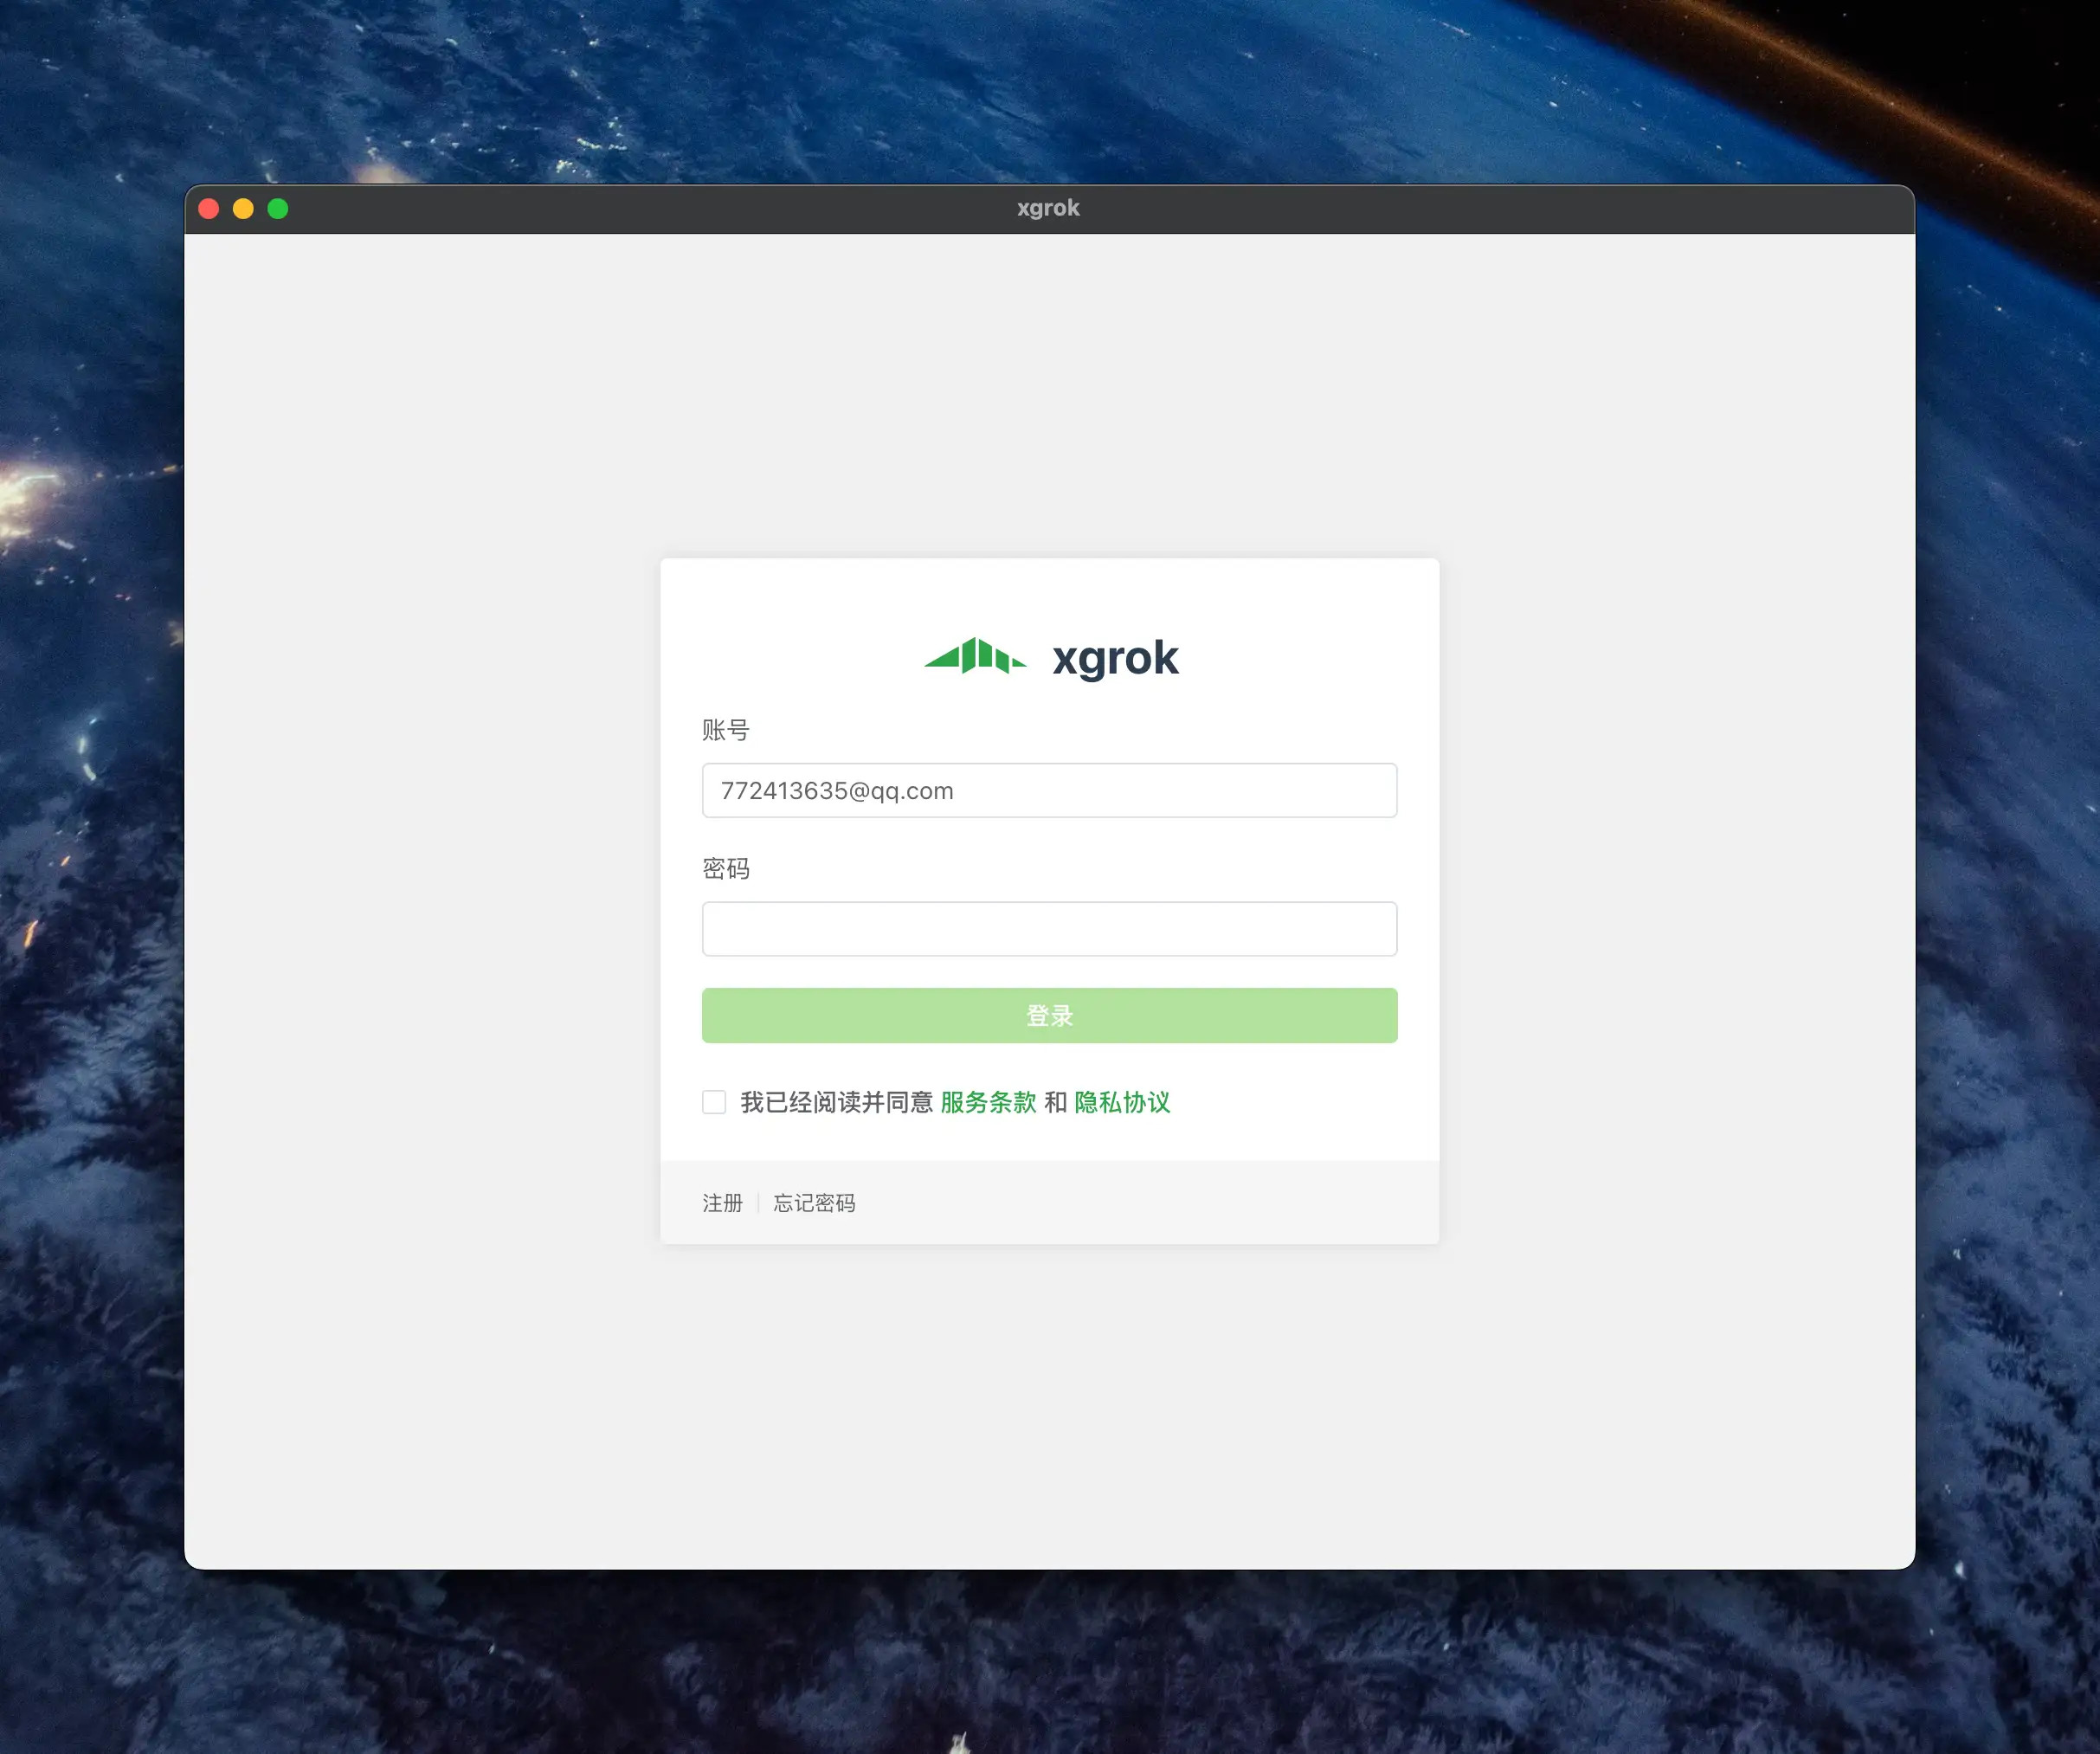 xgrok
xgrok
账号
772413635@qq.com
密码
登录
我已经阅读并同意 服务条款 和 隐私协议
注册 | 忘记密码